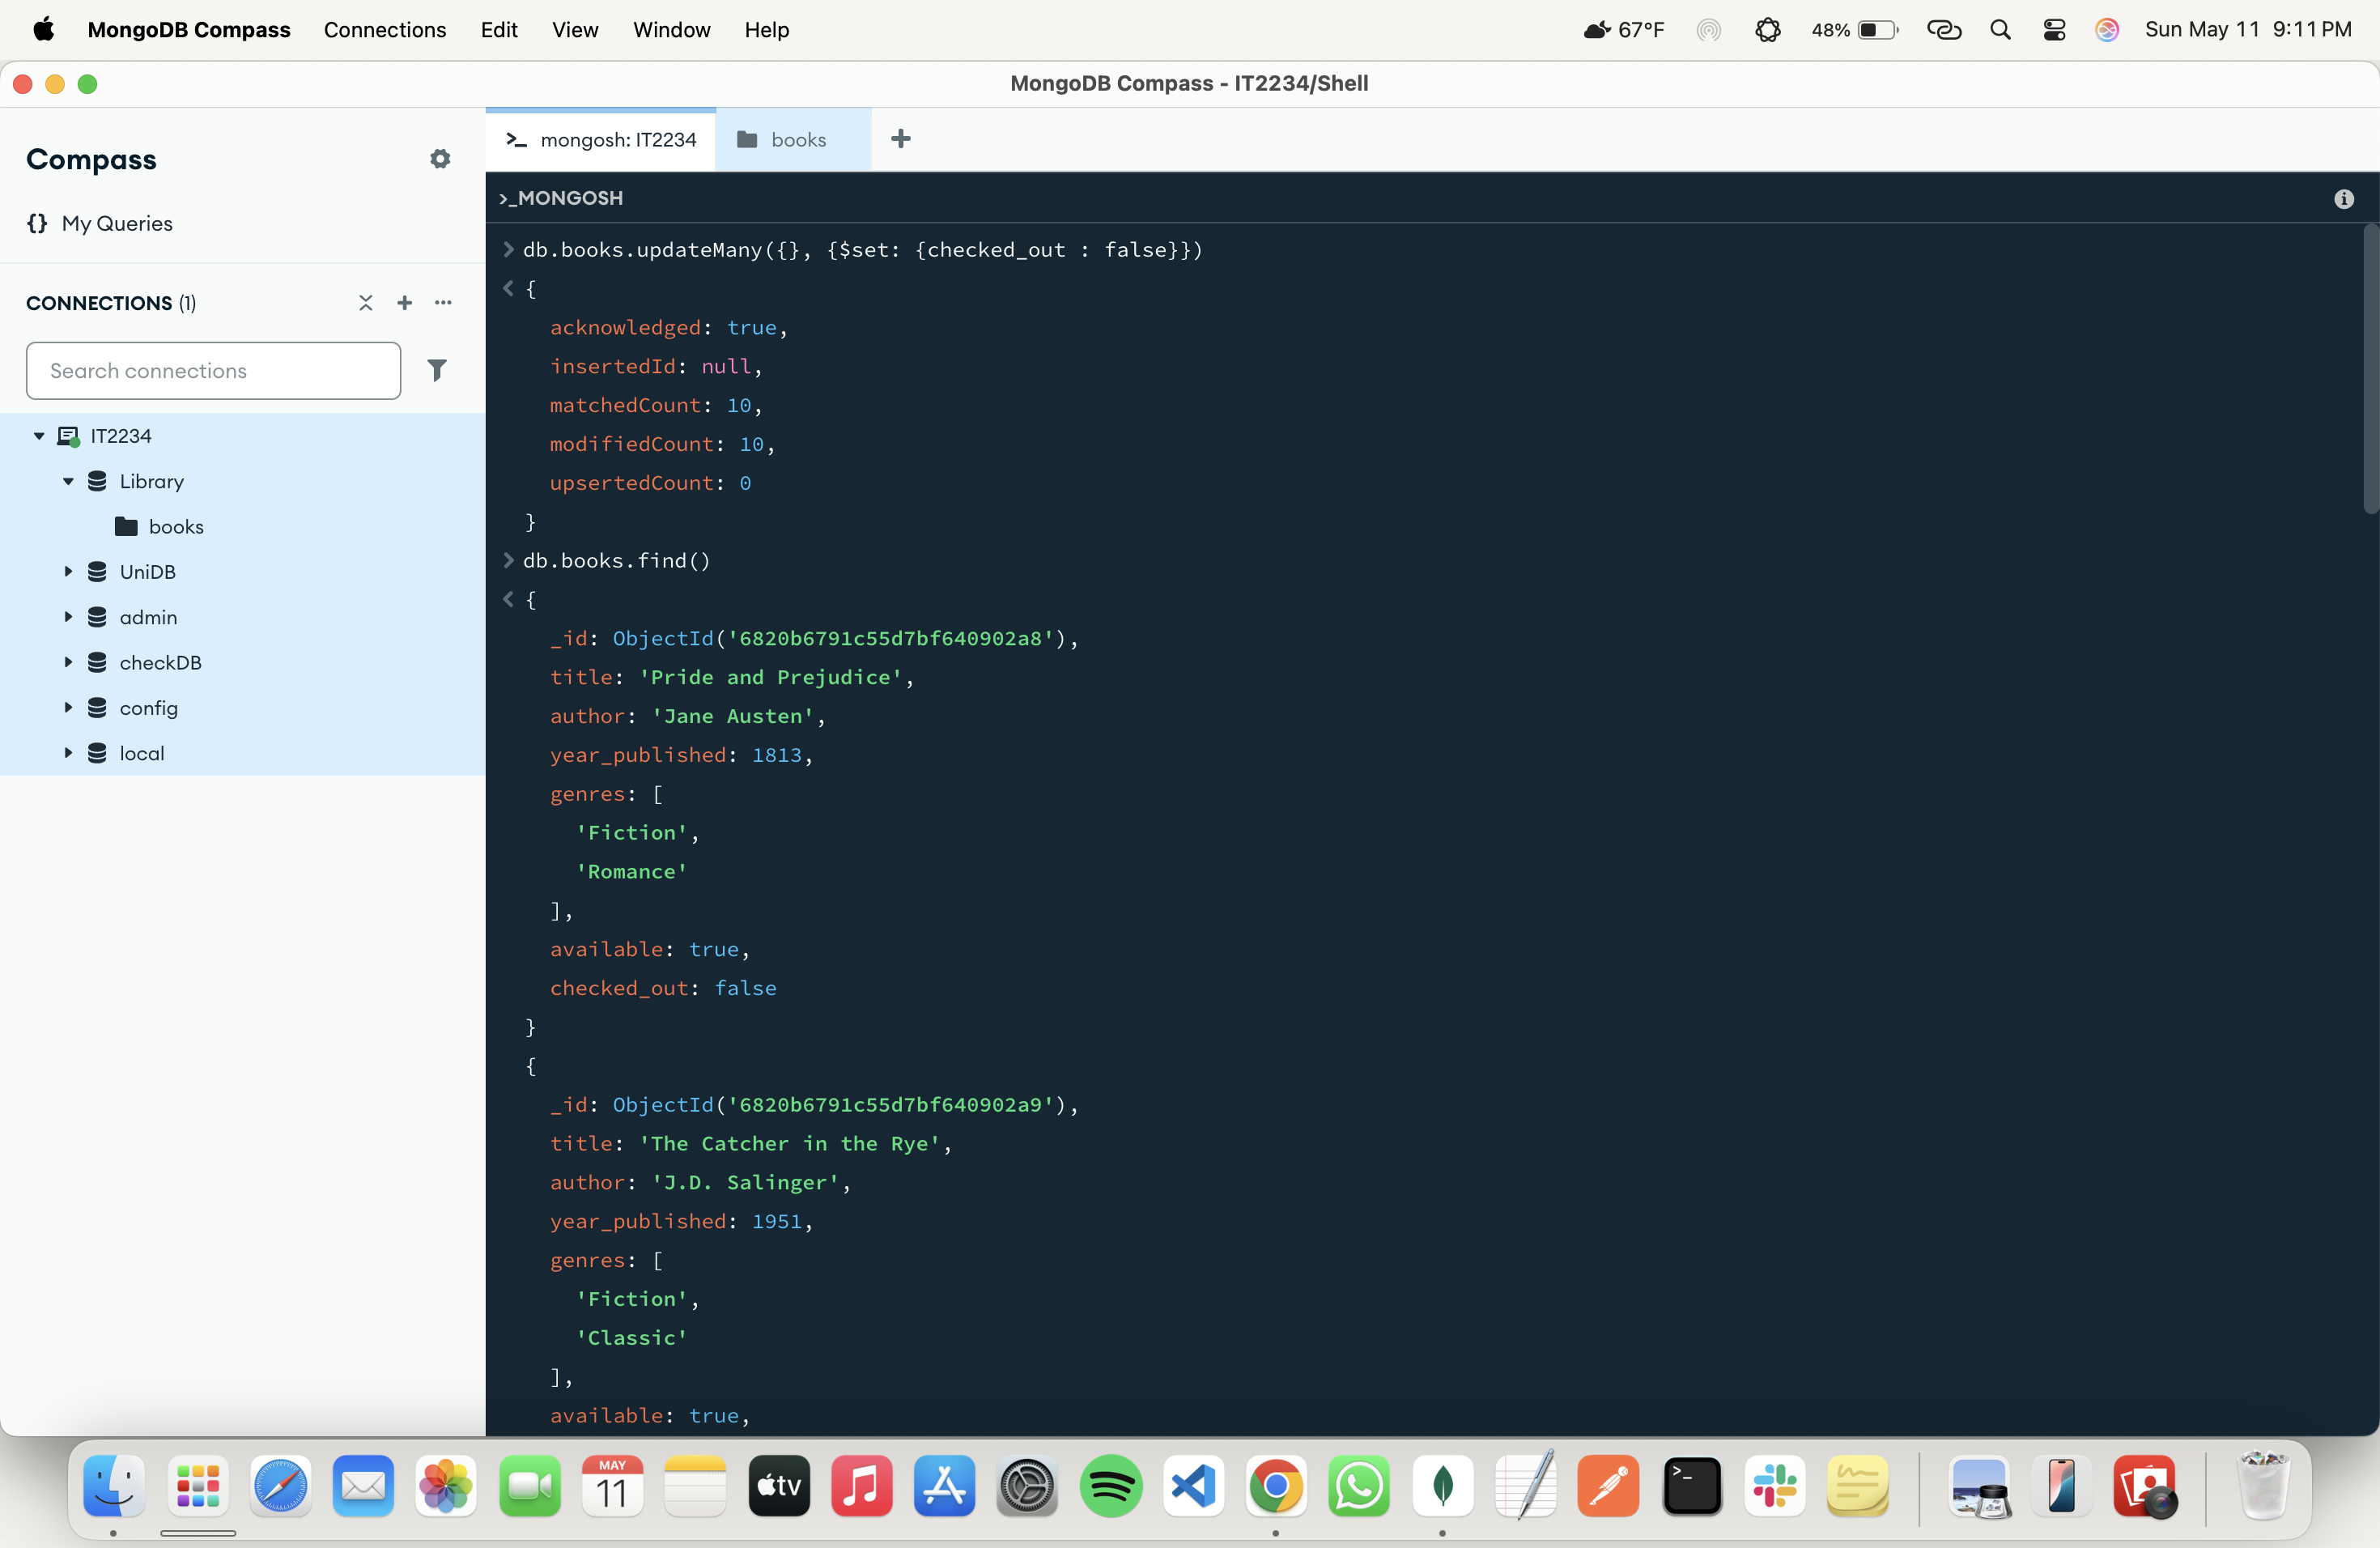 MongoDB Compass Connections Edit View Window Help 67°F 48% Sun May 11 9:11 PM
MongoDB Compass - IT2234/Shell
Compass
{} My Queries
CONNECTIONS (1)
Search connections
IT2234
Library
books
UniDB
admin
checkDB
config
local
>_ mongosh: IT2234 books +
>_MONGOSH
> db.books.updateMany({}, {$set: {checked_out : false}})
< {
acknowledged: true,
insertedId: null,
matchedCount: 10,
modifiedCount: 10,
upsertedCount: 0
}
> db.books.find()
< {
_id: ObjectId('6820b6791c55d7bf640902a8'),
title: 'Pride and Prejudice',
author: 'Jane Austen',
year_published: 1813,
genres: [
'Fiction',
'Romance'
],
available: true,
checked_out: false
}
{
_id: ObjectId('6820b6791c55d7bf640902a9'),
title: 'The Catcher in the Rye',
author: 'J.D. Salinger',
year_published: 1951,
genres: [
'Fiction',
'Classic'
],
available: true,
MAY
11
tv
>_